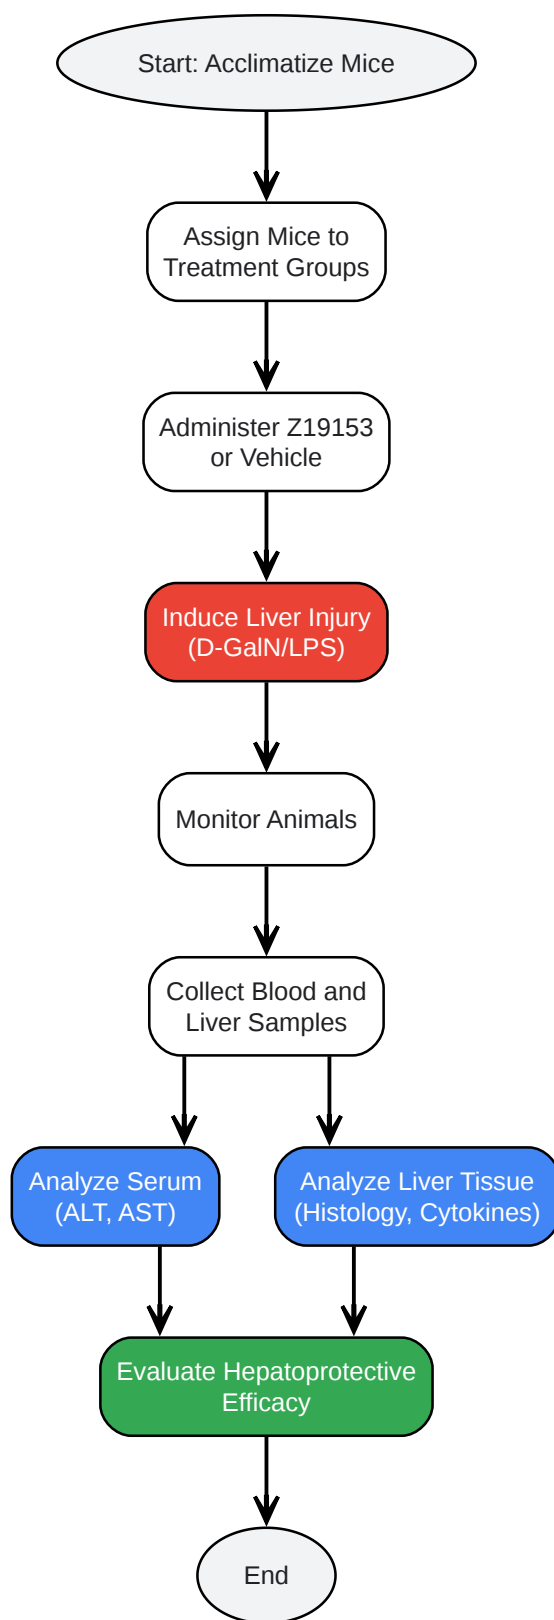 Start: Acclimatize Mice
Assign Mice to
Treatment Groups
Administer Z19153
or Vehicle
Induce Liver Injury
(D-GalN/LPS)
Monitor Animals
Collect Blood and
Liver Samples
Analyze Serum
(ALT, AST)
Analyze Liver Tissue
(Histology, Cytokines)
Evaluate Hepatoprotective
Efficacy
End